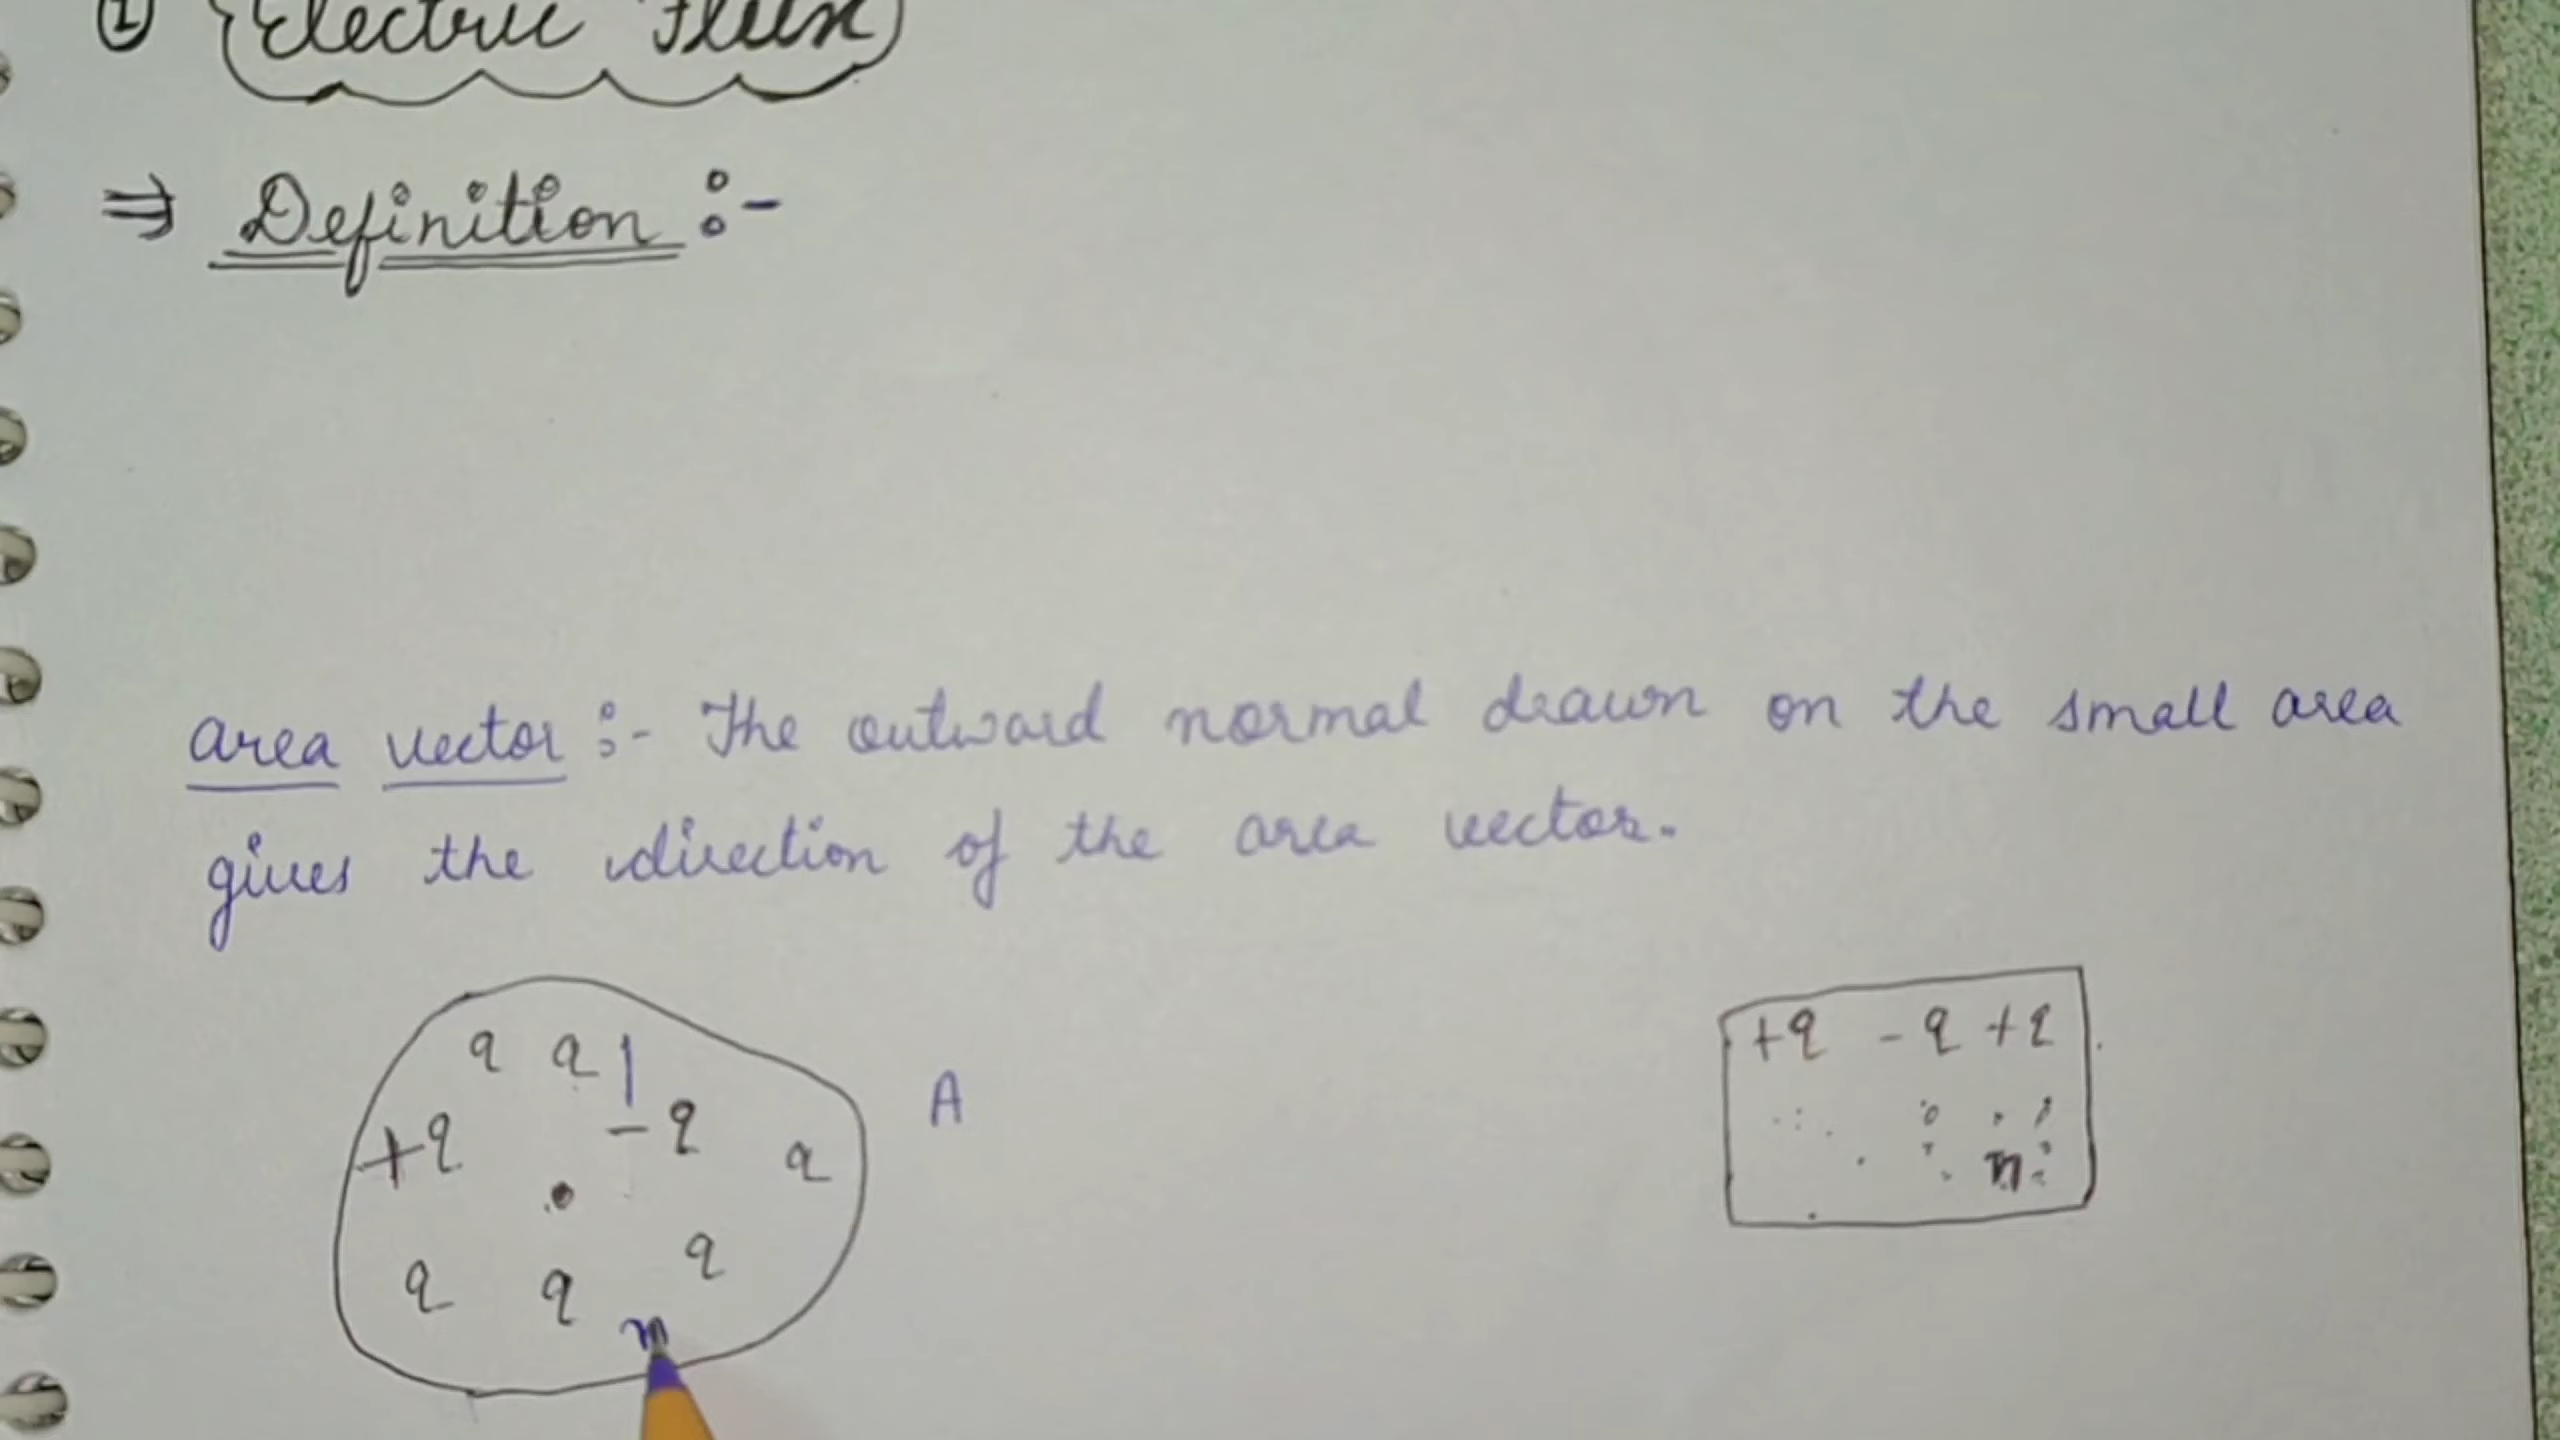 ① Electric Flux
⇒ Definition :-
area vector :- The outward normal drawn on the small area
gives the direction of the area vector.
q q |
+q - q q
A
q q q
n
+q - q + q
n